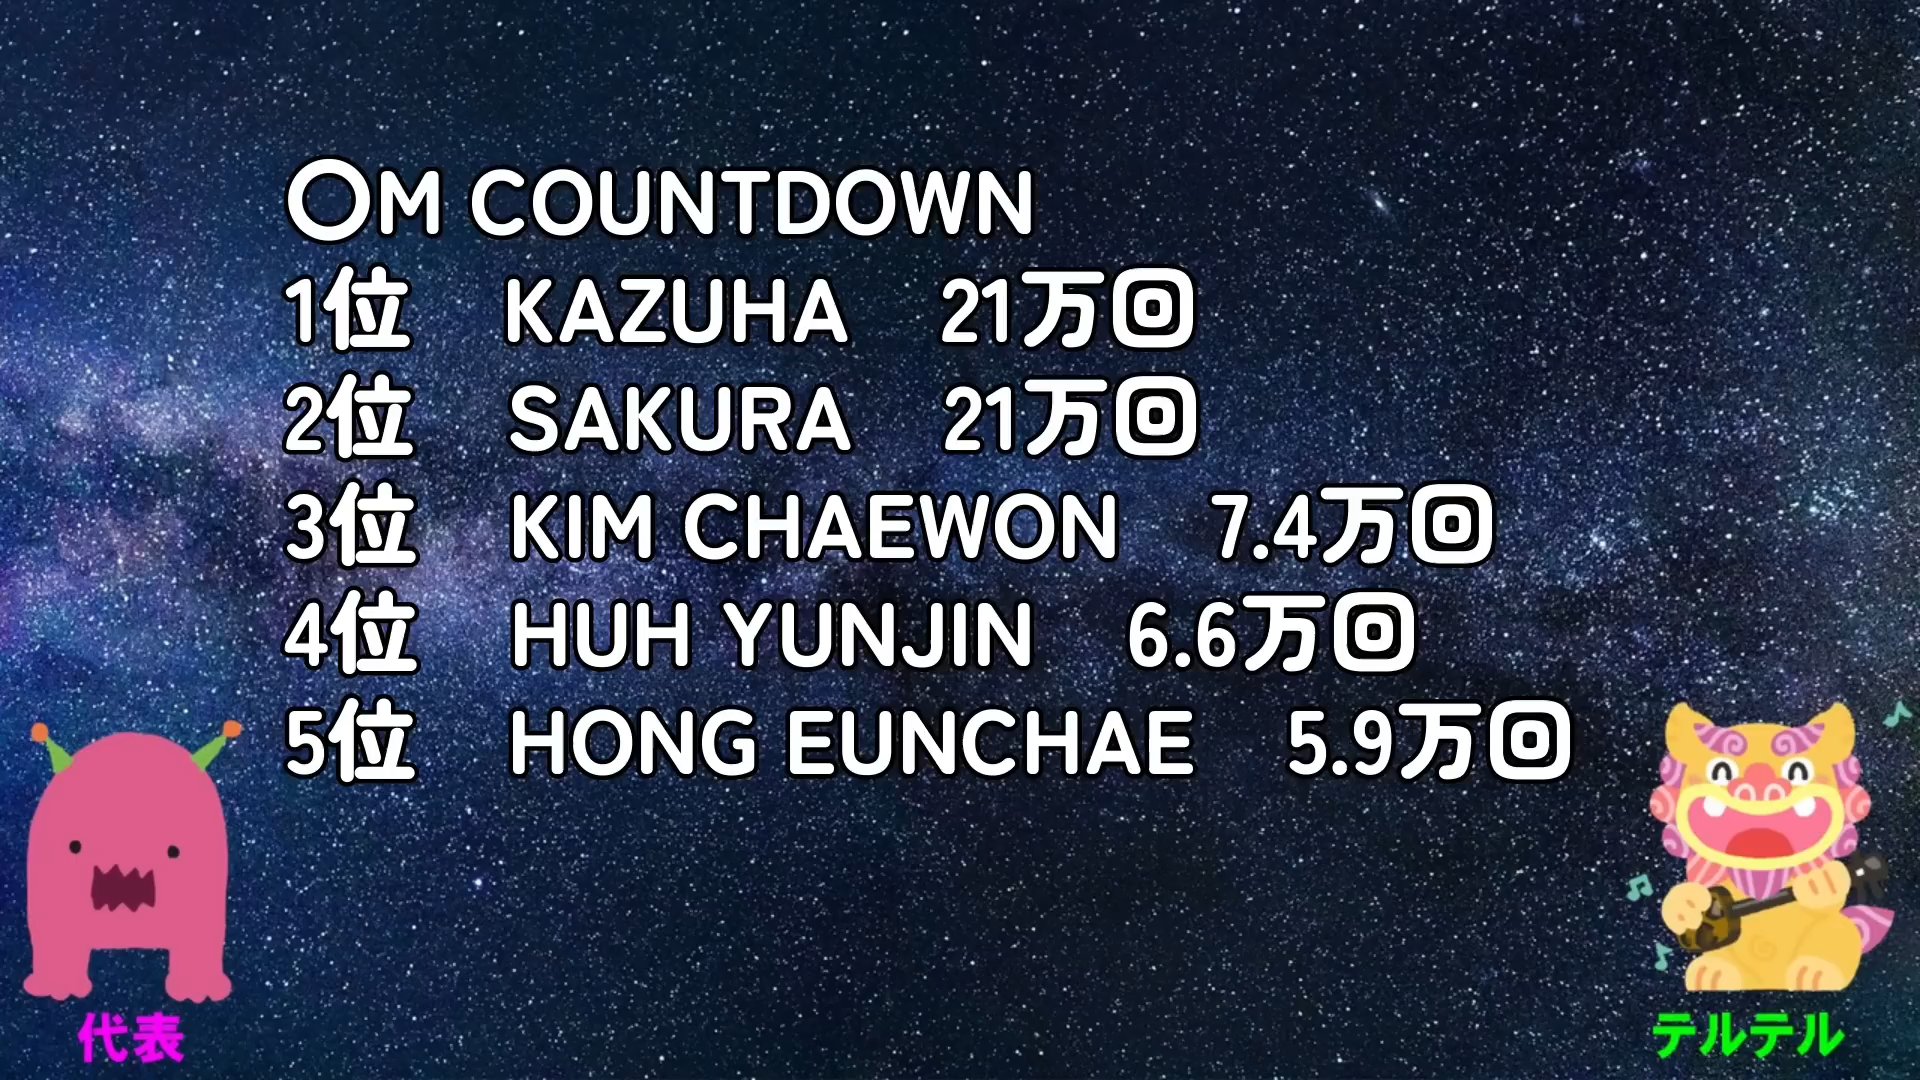 〇M COUNTDOWN
1位　KAZUHA　21万回
2位　SAKURA　21万回
3位　KIM CHAEWON　7.4万回
4位　HUH YUNJIN　6.6万回
5位　HONG EUNCHAE　5.9万回
代表
テルテル